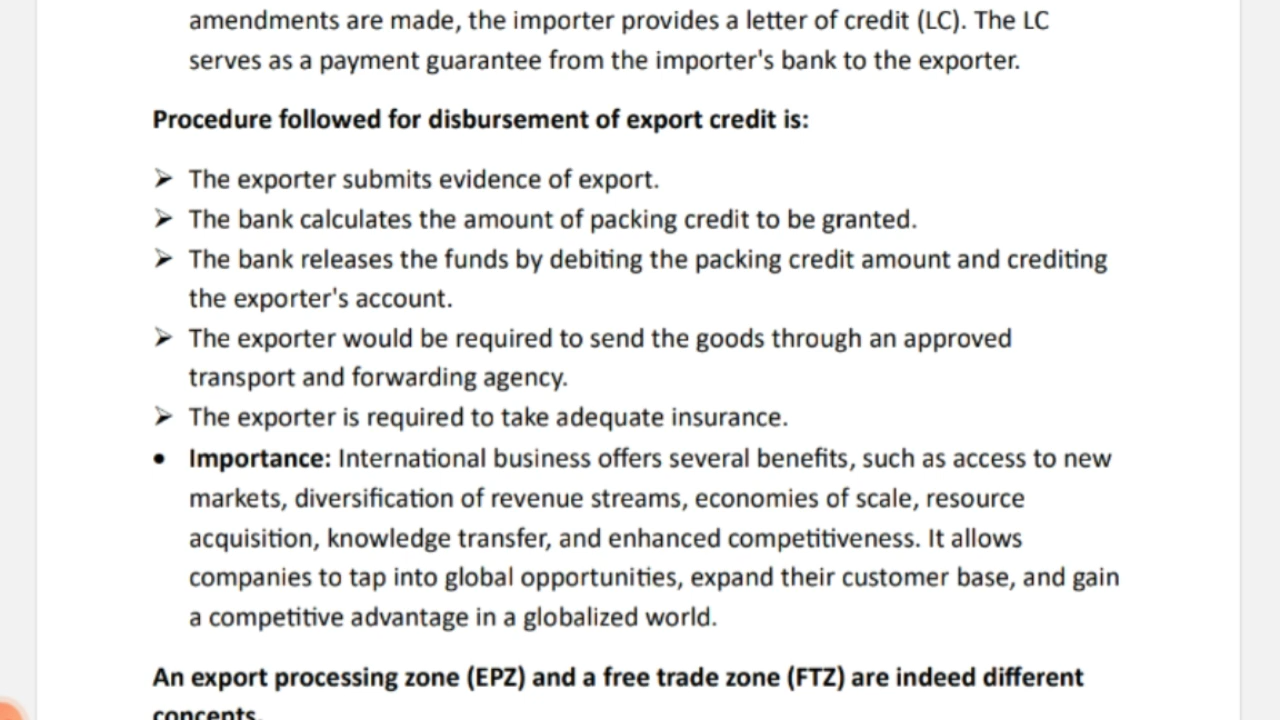 amendments are made, the importer provides a letter of credit (LC). The LC
serves as a payment guarantee from the importer's bank to the exporter.
Procedure followed for disbursement of export credit is:
➢ The exporter submits evidence of export.
➢ The bank calculates the amount of packing credit to be granted.
➢ The bank releases the funds by debiting the packing credit amount and crediting
the exporter's account.
➢ The exporter would be required to send the goods through an approved
transport and forwarding agency.
➢ The exporter is required to take adequate insurance.
• Importance: International business offers several benefits, such as access to new
markets, diversification of revenue streams, economies of scale, resource
acquisition, knowledge transfer, and enhanced competitiveness. It allows
companies to tap into global opportunities, expand their customer base, and gain
a competitive advantage in a globalized world.
An export processing zone (EPZ) and a free trade zone (FTZ) are indeed different
concepts.